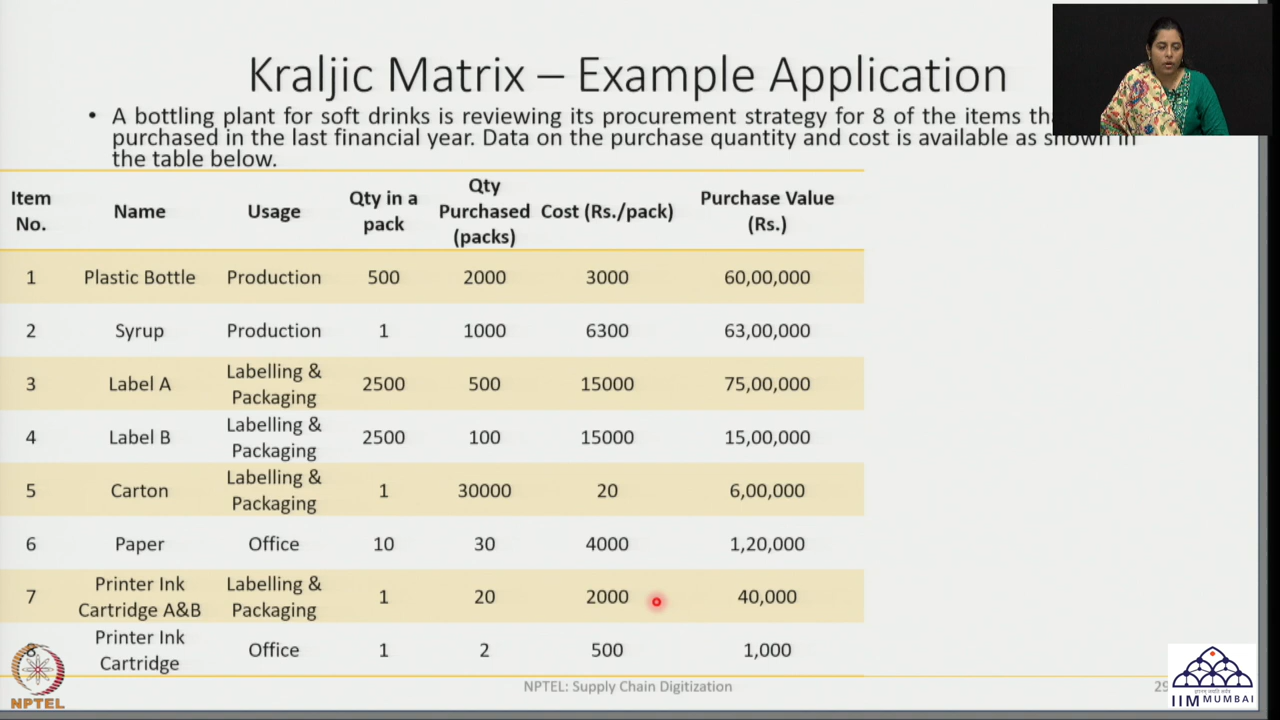 Kraljic Matrix – Example Application
• A bottling plant for soft drinks is reviewing its procurement strategy for 8 of the items
purchased in the last financial year. Data on the purchase quantity and cost is available as shown in
the table below.
Item No. Name Usage Qty in a pack Qty Purchased (packs) Cost (Rs./pack) Purchase Value (Rs.)
1 Plastic Bottle Production 500 2000 3000 60,00,000
2 Syrup Production 1 1000 6300 63,00,000
3 Label A Labelling & Packaging 2500 500 15000 75,00,000
4 Label B Labelling & Packaging 2500 100 15000 15,00,000
5 Carton Labelling & Packaging 1 30000 20 6,00,000
6 Paper Office 10 30 4000 1,20,000
7 Printer Ink Cartridge A&B Labelling & Packaging 1 20 2000 40,000
8 Printer Ink Cartridge Office 1 2 500 1,000
NPTEL
NPTEL: Supply Chain Digitization
29
IIM MUMBAI